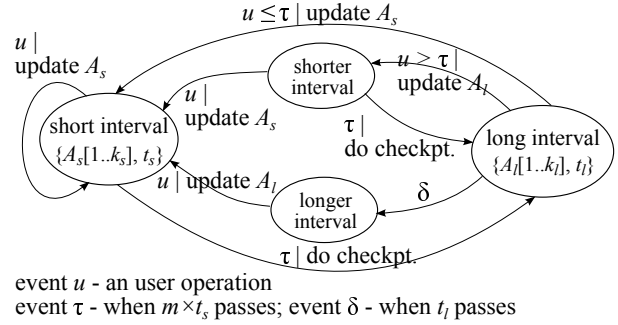 u ≤ τ | update A_s
u |
update A_s
shorter
interval
u > τ |
update A_l
u |
update A_s
short interval
{A_s[1..k_s], t_s}
τ |
do checkpt.
long interval
{A_l[1..k_l], t_l}
u | update A_l
longer
interval
δ
τ | do checkpt.
event u - an user operation
event τ - when m×t_s passes; event δ - when t_l passes